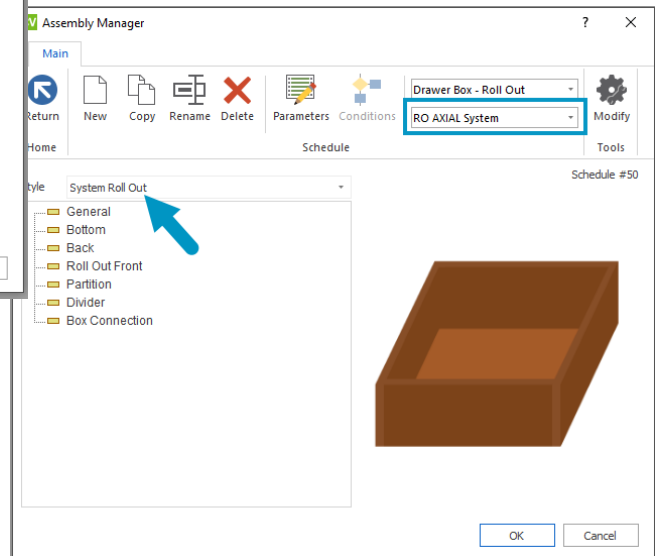 V Assembly Manager ?
Main
Return New Copy Rename Delete Parameters Conditions Drawer Box - Roll Out Modify
RO AXIAL System
Home Schedule Tools
Schedule #50
tyle System Roll Out
General
Bottom
Back
Roll Out Front
Partition
Divider
Box Connection
OK Cancel